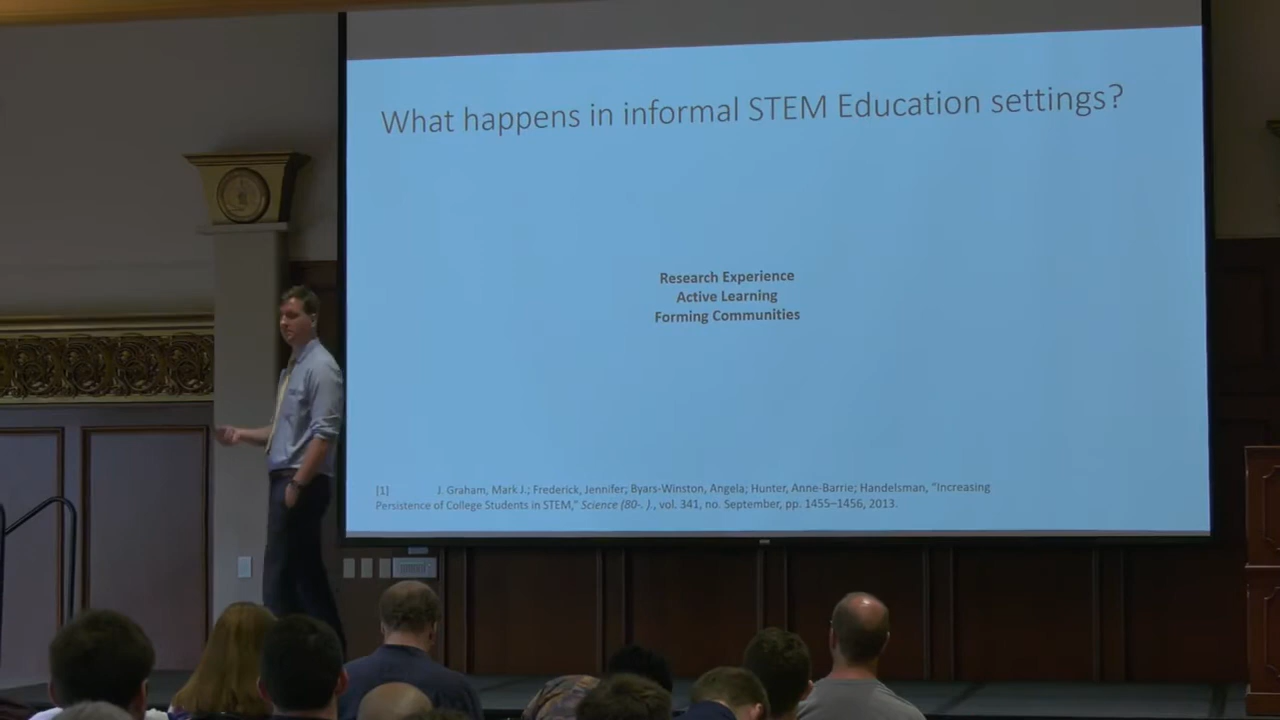 What happens in informal STEM Education settings?
Research Experience
Active Learning
Forming Communities
[1] J. Graham, Mark J.; Frederick, Jennifer; Byars-Winston, Angela; Hunter, Anne-Barrie; Handelsman, "Increasing
Persistence of College Students in STEM," Science (80-. )., vol. 341, no. September, pp. 1455–1456, 2013.